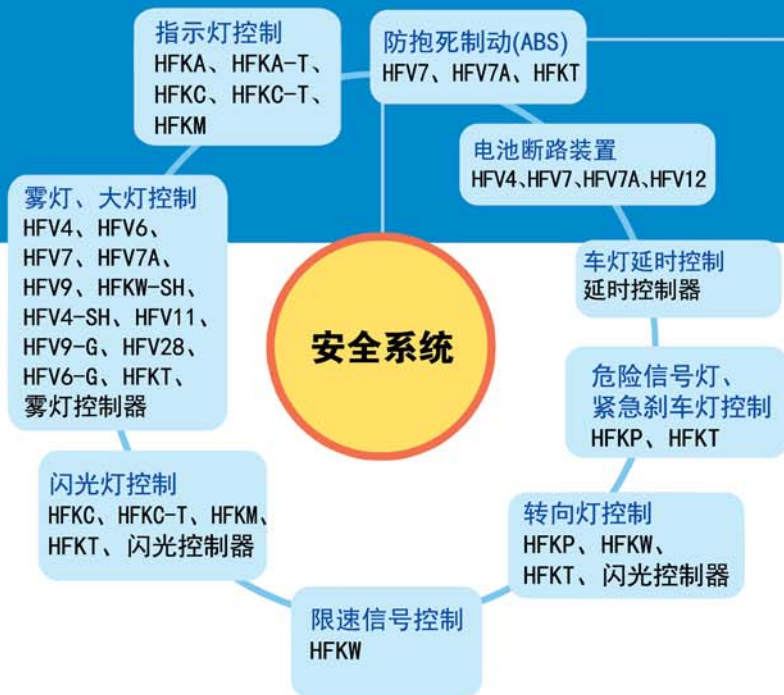 指示灯控制
HFKA、HFKA-T、
HFKC、HFKC-T、
HFKM
防抱死制动(ABS)
HFV7、HFV7A、HFKT
电池断路装置
HFV4、HFV7、HFV7A、HFV12
雾灯、大灯控制
HFV4、HFV6、
HFV7、HFV7A、
HFV9、HFKW-SH、
HFV4-SH、HFV11、
HFV9-G、HFV28、
HFV6-G、HFKT、
雾灯控制器
车灯延时控制
延时控制器
安全系统
危险信号灯、
紧急刹车灯控制
HFKP、HFKT
闪光灯控制
HFKC、HFKC-T、HFKM、
HFKT、闪光控制器
转向灯控制
HFKP、HFKW、
HFKT、闪光控制器
限速信号控制
HFKW